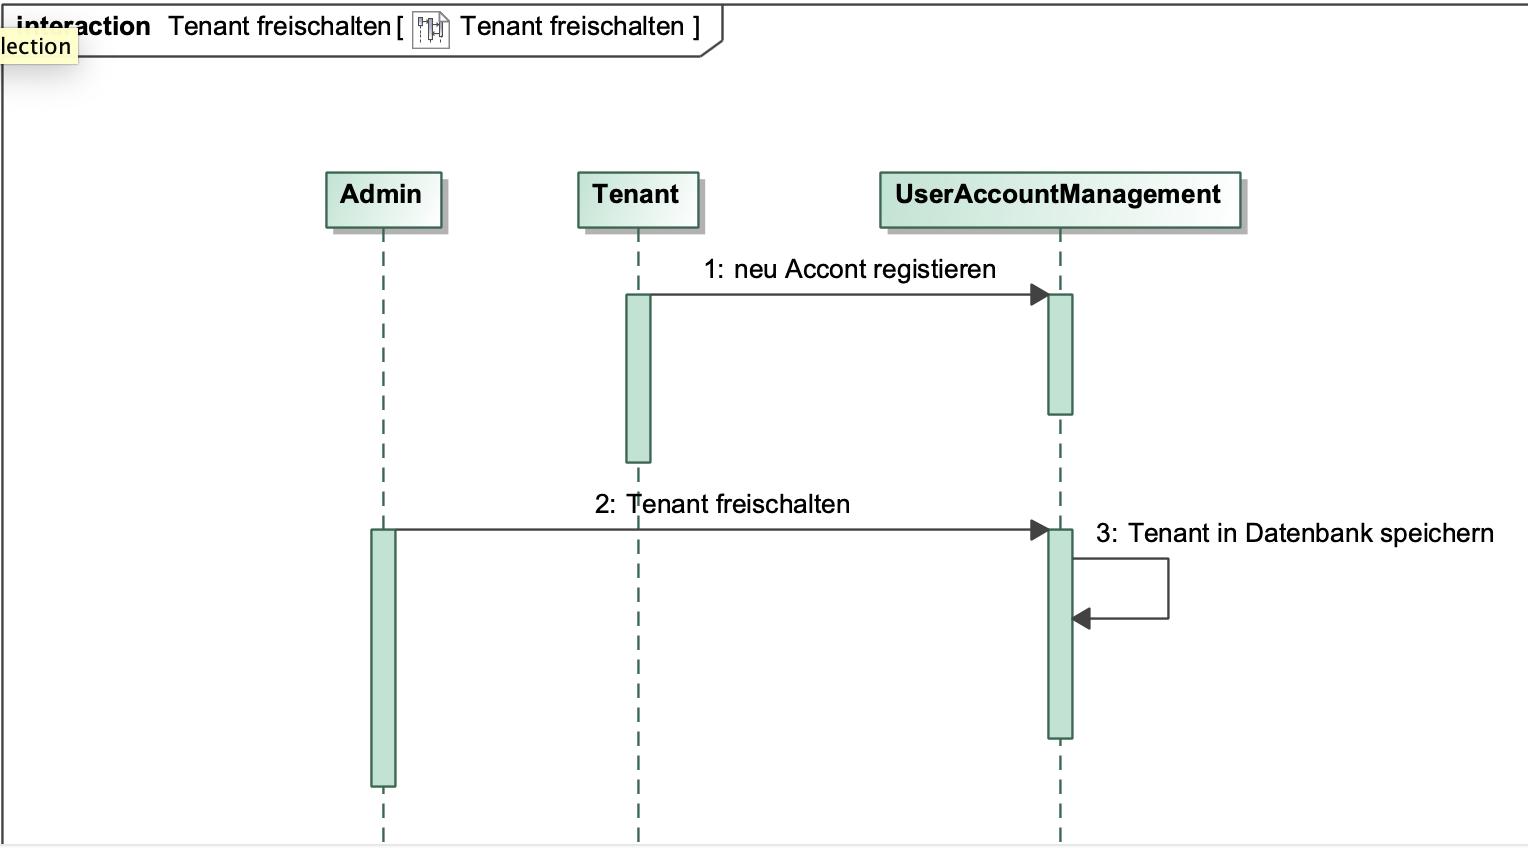 interaction Tenant freischalten[ Tenant freischalten ]
lection
Admin
Tenant
UserAccountManagement
1: neu Accont registieren
2: Tenant freischalten
3: Tenant in Datenbank speichern